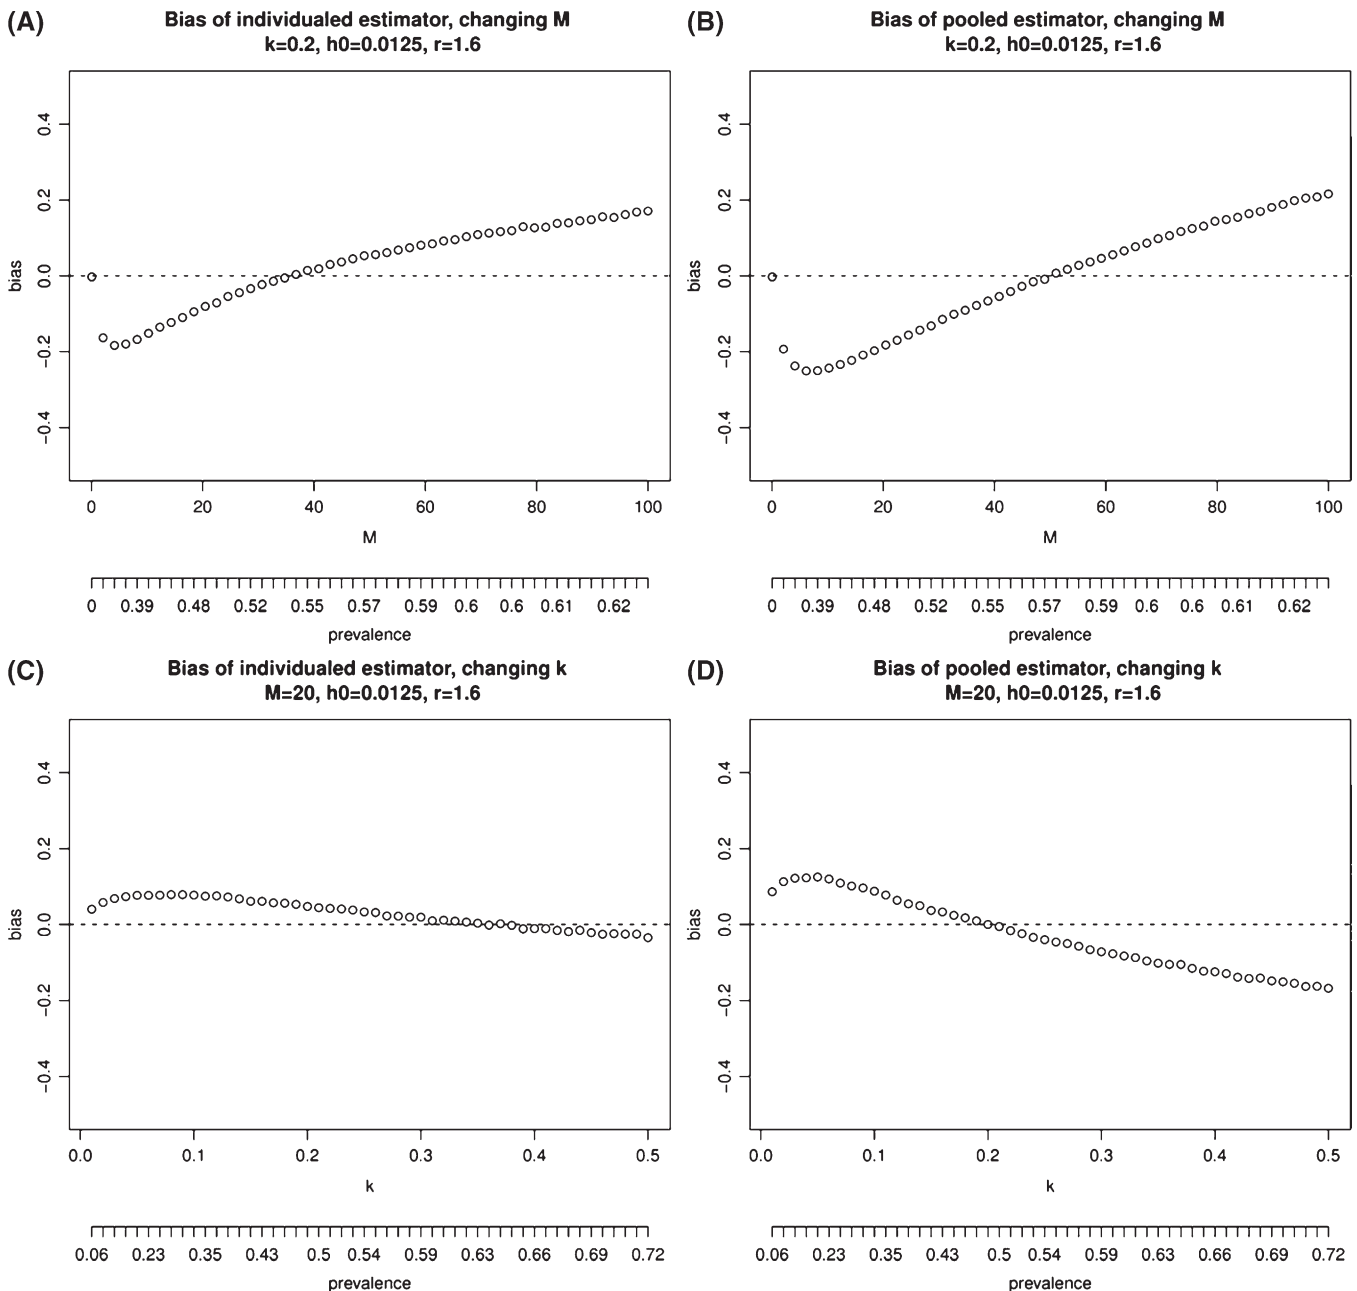 (A)
Bias of individualed estimator, changing M
k=0.2, h0=0.0125, r=1.6
bias
0.4
0.2
0.0
−0.2
−0.4
0 20 40 60 80 100
M
0 0.39 0.48 0.52 0.55 0.57 0.59 0.6 0.6 0.61 0.62
prevalence
(B)
Bias of pooled estimator, changing M
k=0.2, h0=0.0125, r=1.6
bias
0.4
0.2
0.0
−0.2
−0.4
0 20 40 60 80 100
M
0 0.39 0.48 0.52 0.55 0.57 0.59 0.6 0.6 0.61 0.62
prevalence
(C)
Bias of individualed estimator, changing k
M=20, h0=0.0125, r=1.6
bias
0.4
0.2
0.0
−0.2
−0.4
0.0 0.1 0.2 0.3 0.4 0.5
k
0.06 0.23 0.35 0.43 0.5 0.54 0.59 0.63 0.66 0.69 0.72
prevalence
(D)
Bias of pooled estimator, changing k
M=20, h0=0.0125, r=1.6
bias
0.4
0.2
0.0
−0.2
−0.4
0.0 0.1 0.2 0.3 0.4 0.5
k
0.06 0.23 0.35 0.43 0.5 0.54 0.59 0.63 0.66 0.69 0.72
prevalence